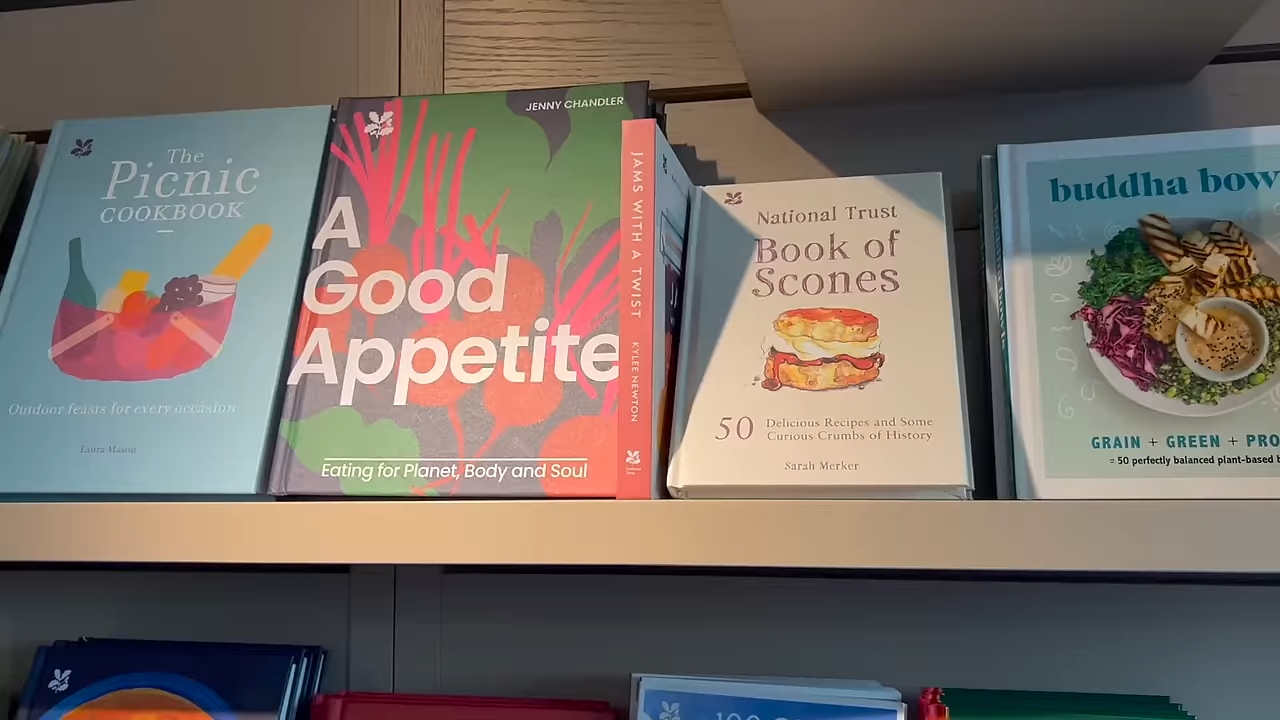 The
Picnic
COOKBOOK
Outdoor feasts for every occasion
Laura Mason
JENNY CHANDLER
A
Good
Appetite
Eating for Planet, Body and Soul
JAMS WITH A TWIST
KYLEE NEWTON
National Trust
Book of
Scones
50
Delicious Recipes and Some
Curious Crumbs of History
Sarah Merker
buddha bow
GRAIN + GREEN + PRO
= 50 perfectly balanced plant-based b
100